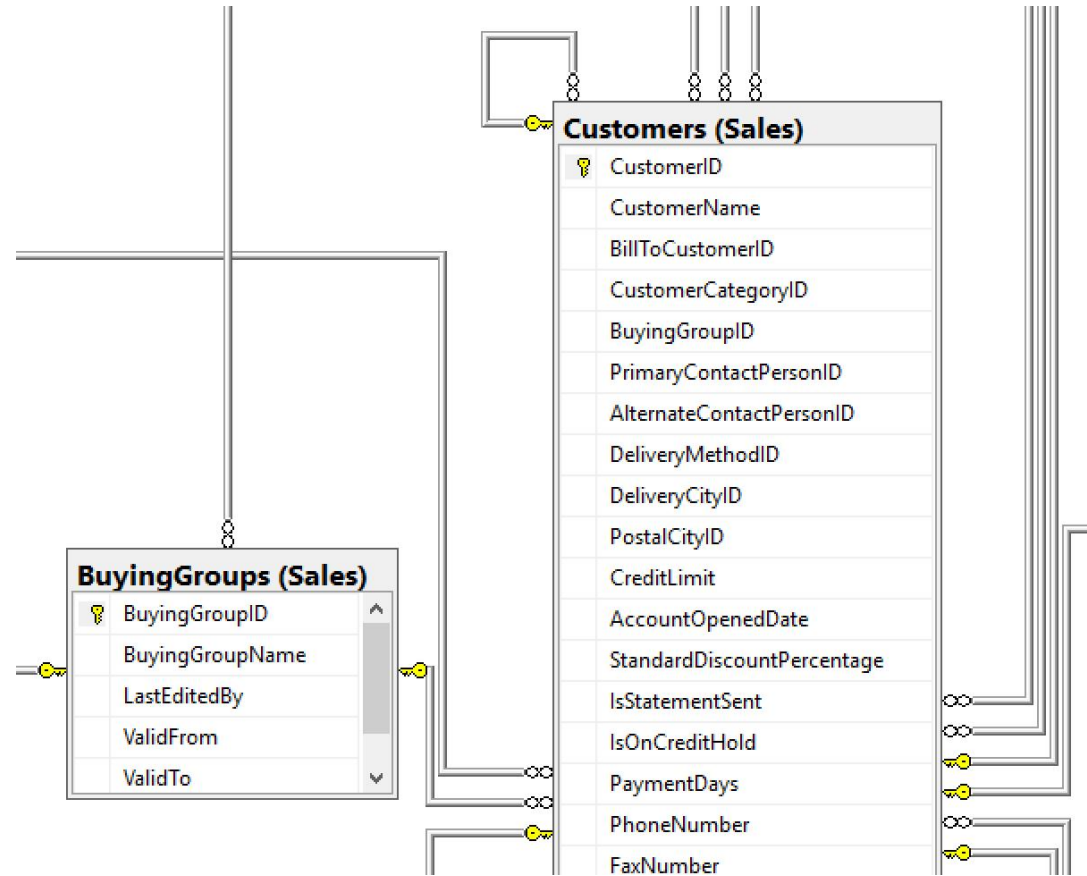 Customers (Sales)
CustomerID
CustomerName
BillToCustomerID
CustomerCategoryID
BuyingGroupID
PrimaryContactPersonID
AlternateContactPersonID
DeliveryMethodID
DeliveryCityID
PostalCityID
CreditLimit
AccountOpenedDate
StandardDiscountPercentage
IsStatementSent
IsOnCreditHold
PaymentDays
PhoneNumber
FaxNumber
BuyingGroups (Sales)
BuyingGroupID
BuyingGroupName
LastEditedBy
ValidFrom
ValidTo